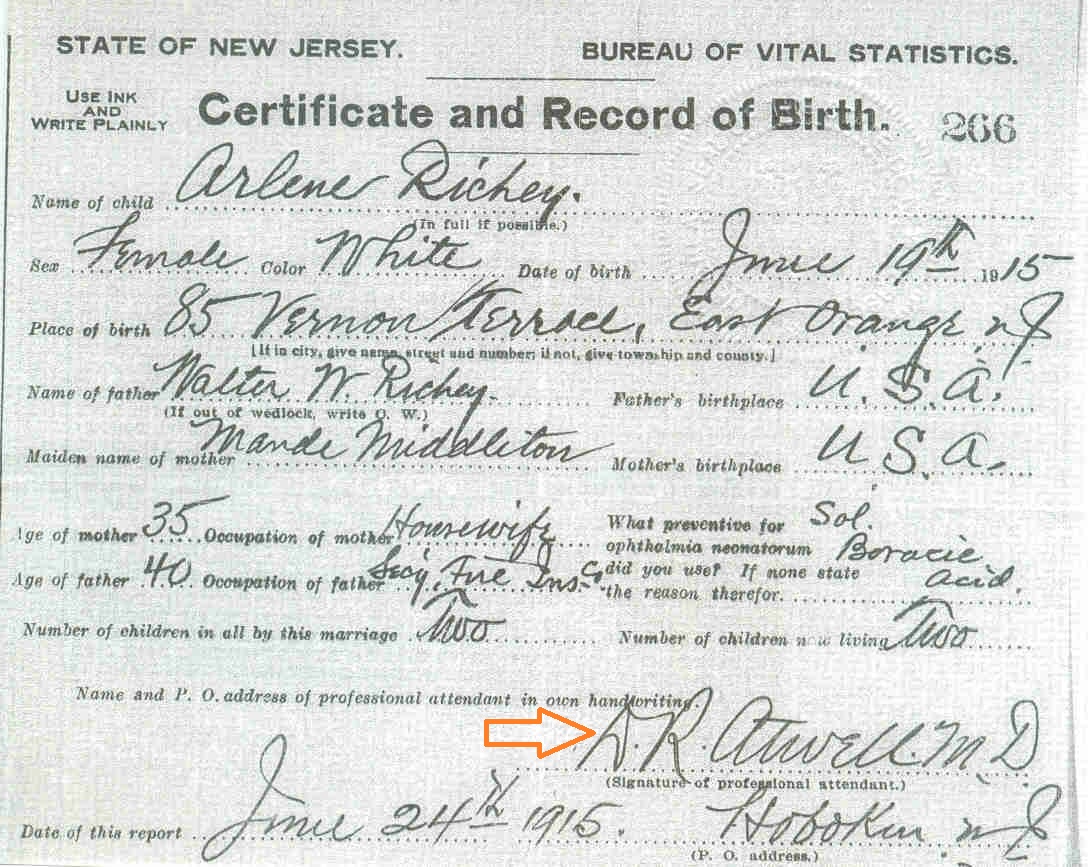 STATE OF NEW JERSEY. BUREAU OF VITAL STATISTICS.
USE INK AND WRITE PLAINLY
Certificate and Record of Birth. 266
Name of child Arlene Richey.
(In full if possible.)
Sex Female Color White Date of birth June 19th 1915
Place of birth 85 Vernon Terrace, East Orange NJ
[If in city, give name, street and number; if not, give township and county.]
Name of father Walter W. Richey. Father's birthplace U.S.A.
(If out of wedlock, write O. W.)
Maiden name of mother Maude Middleton Mother's birthplace U S. A.
Age of mother 35 Occupation of mother Housewife What preventive for Sol.
ophthalmia neonatorum Boracic
Age of father 40. Occupation of father Secy. Fire Ins. Co. did you use? If none state acid.
the reason therefor.
Number of children in all by this marriage Two Number of children now living Two
Name and P. O. address of professional attendant in own handwriting.
D. R. Atwell. M. D
(Signature of professional attendant.)
Date of this report June 24th 1915. Hoboken NJ
(P. O. address.)